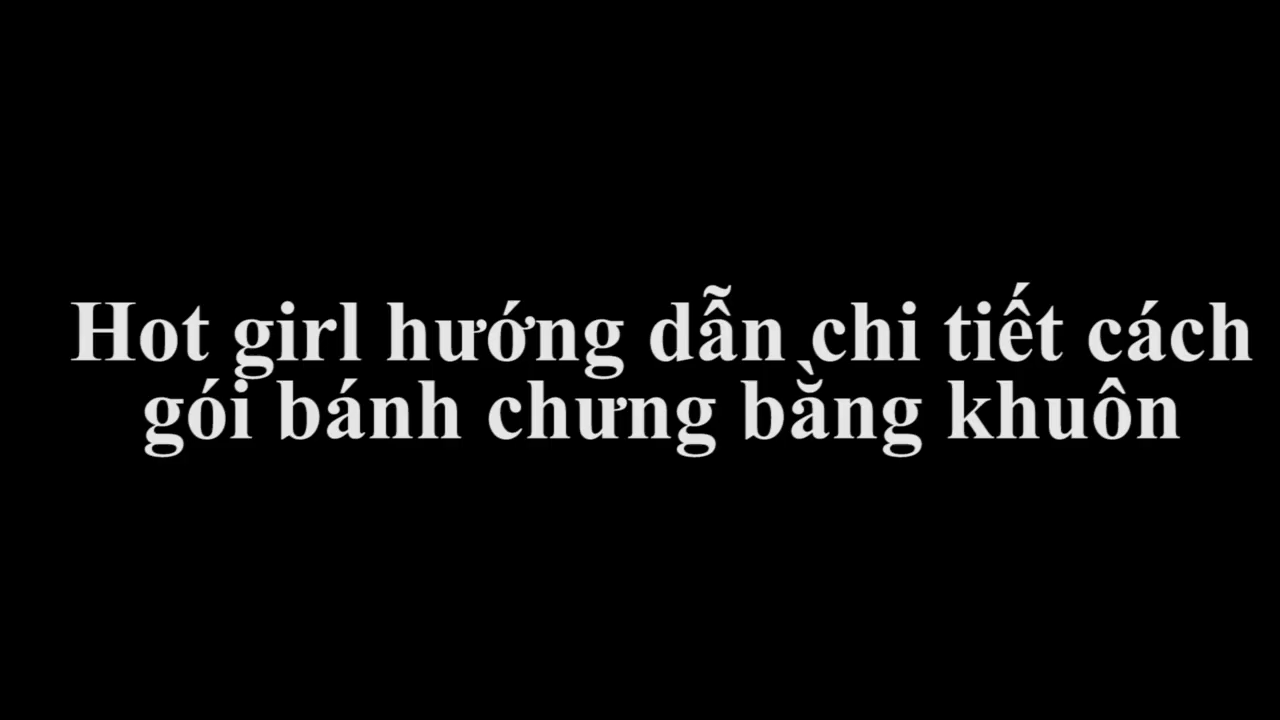 Hot girl hướng dẫn chi tiết cách
gói bánh chưng bằng khuôn